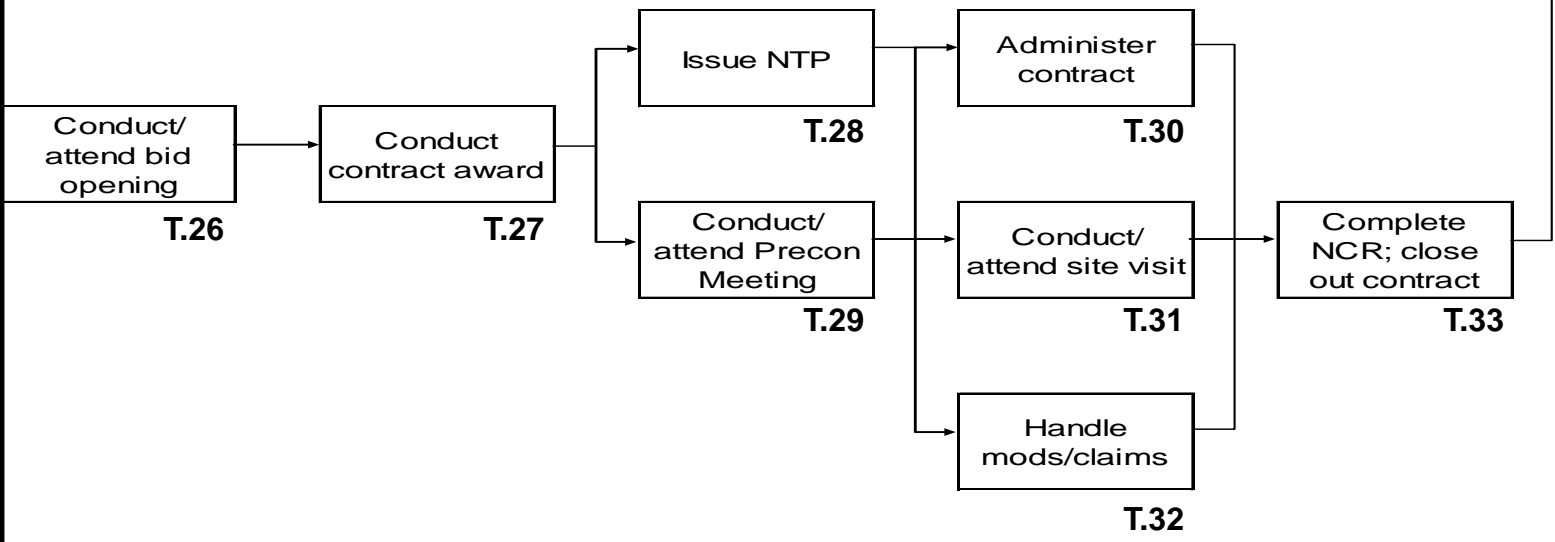 Conduct/
attend bid
opening
T.26
Conduct
contract award
T.27
Issue NTP
T.28
Conduct/
attend Precon
Meeting
T.29
Administer
contract
T.30
Conduct/
attend site visit
T.31
Handle
mods/claims
T.32
Complete
NCR; close
out contract
T.33